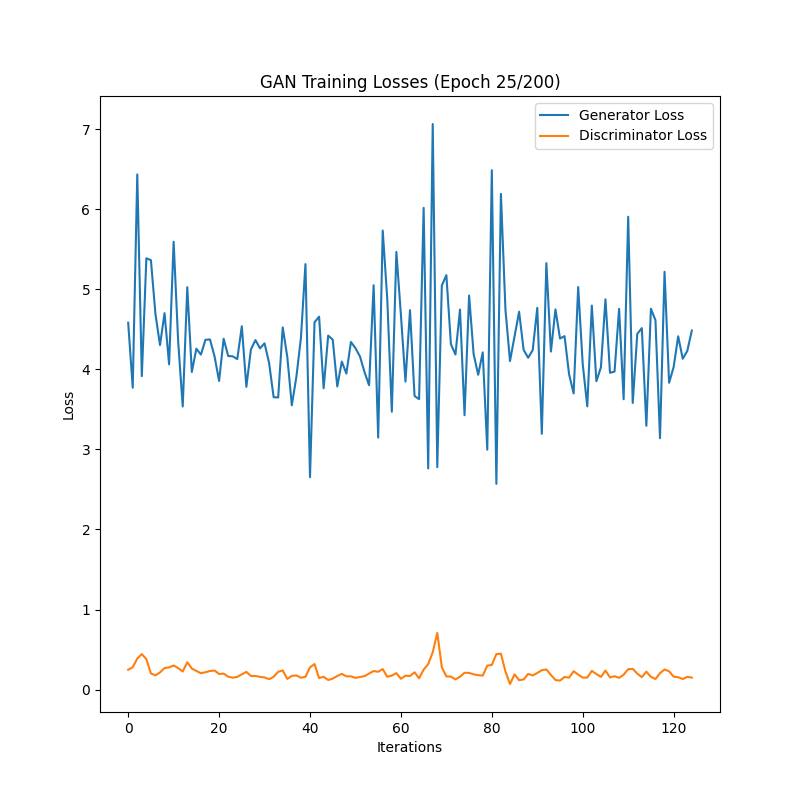 GAN Training Losses (Epoch 25/200)
Generator Loss
Discriminator Loss
7
6
5
4
3
2
1
0
Loss
0 20 40 60 80 100 120
Iterations